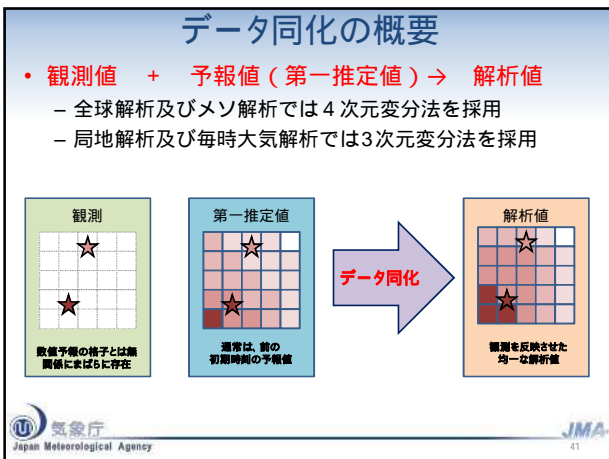 データ同化の概要
• 観測値 + 予報値(第一推定値)→ 解析値
– 全球解析及びメソ解析では4次元変分法を採用
– 局地解析及び毎時大気解析では3次元変分法を採用
観測
数値予報の格子とは無
関係にまばらに存在
第一推定値
通常は、前の
初期時刻の予報値
データ同化
解析値
観測を反映させた
均一な解析値
気象庁
Japan Meteorological Agency
JMA
41